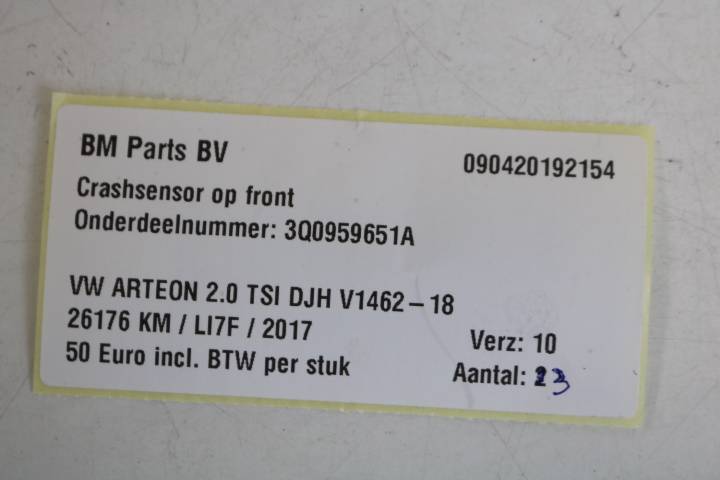 BM Parts BV
090420192154
Crashsensor op front
Onderdeelnummer: 3Q0959651A
VW ARTEON 2.0 TSI DJH V1462-18
26176 KM / LI7F / 2017
Verz: 10
50 Euro incl. BTW per stuk
Aantal: 3